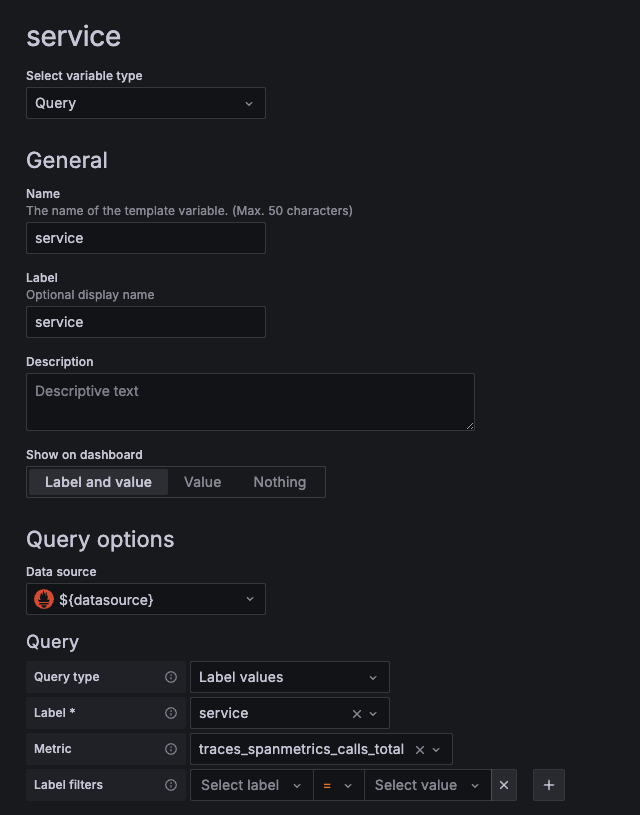 service
Select variable type
Query
General
Name
The name of the template variable. (Max. 50 characters)
service
Label
Optional display name
service
Description
Descriptive text
Show on dashboard
Label and value Value Nothing
Query options
Data source
${datasource}
Query
Query type Label values
Label * service
Metric traces_spanmetrics_calls_total
Label filters Select label = Select value